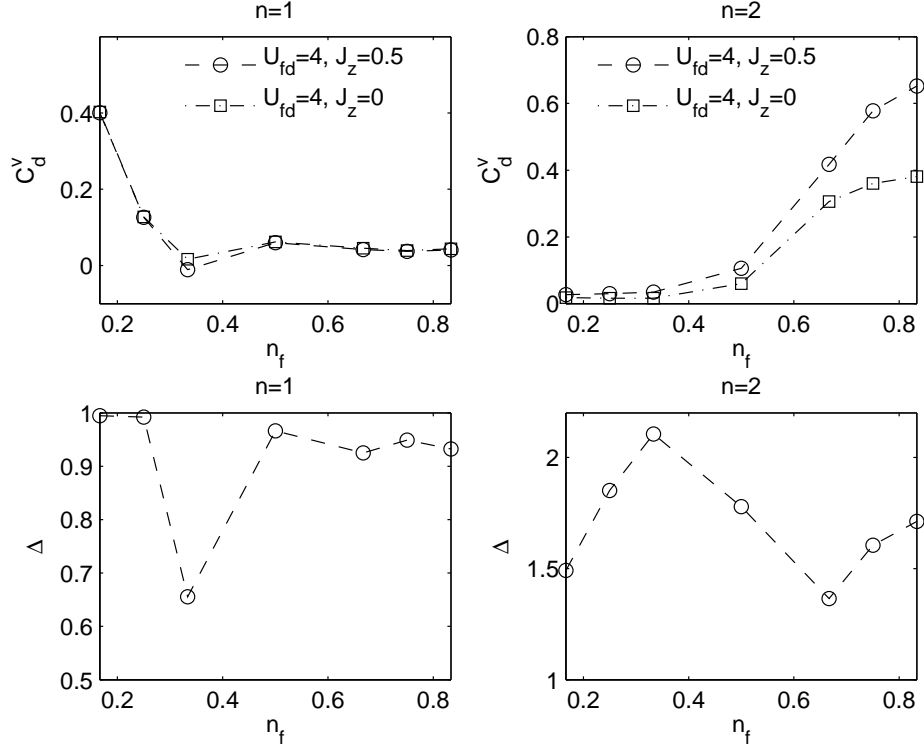 n=1
U_fd=4, J_z=0.5
U_fd=4, J_z=0
0.4
0.2
0
C_d^v
0.2 0.4 0.6 0.8
n_f
n=2
U_fd=4, J_z=0.5
U_fd=4, J_z=0
0.8
0.6
0.4
0.2
0
C_d^v
0.2 0.4 0.6 0.8
n_f
n=1
1
0.9
0.8
0.7
0.6
0.5
Δ
0.2 0.4 0.6 0.8
n_f
n=2
2
1.5
1
Δ
0.2 0.4 0.6 0.8
n_f